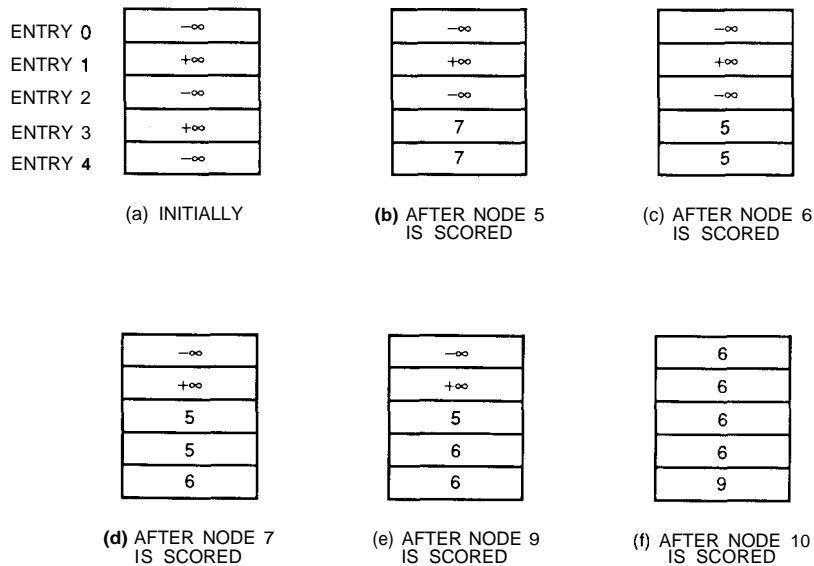 ENTRY 0
ENTRY 1
ENTRY 2
ENTRY 3
ENTRY 4
−∞
+∞
−∞
+∞
−∞
(a) INITIALLY
−∞
+∞
−∞
7
7
(b) AFTER NODE 5
IS SCORED
−∞
+∞
−∞
5
5
(c) AFTER NODE 6
IS SCORED
−∞
+∞
5
5
6
(d) AFTER NODE 7
IS SCORED
−∞
+∞
5
6
6
(e) AFTER NODE 9
IS SCORED
6
6
6
6
9
(f) AFTER NODE 10
IS SCORED